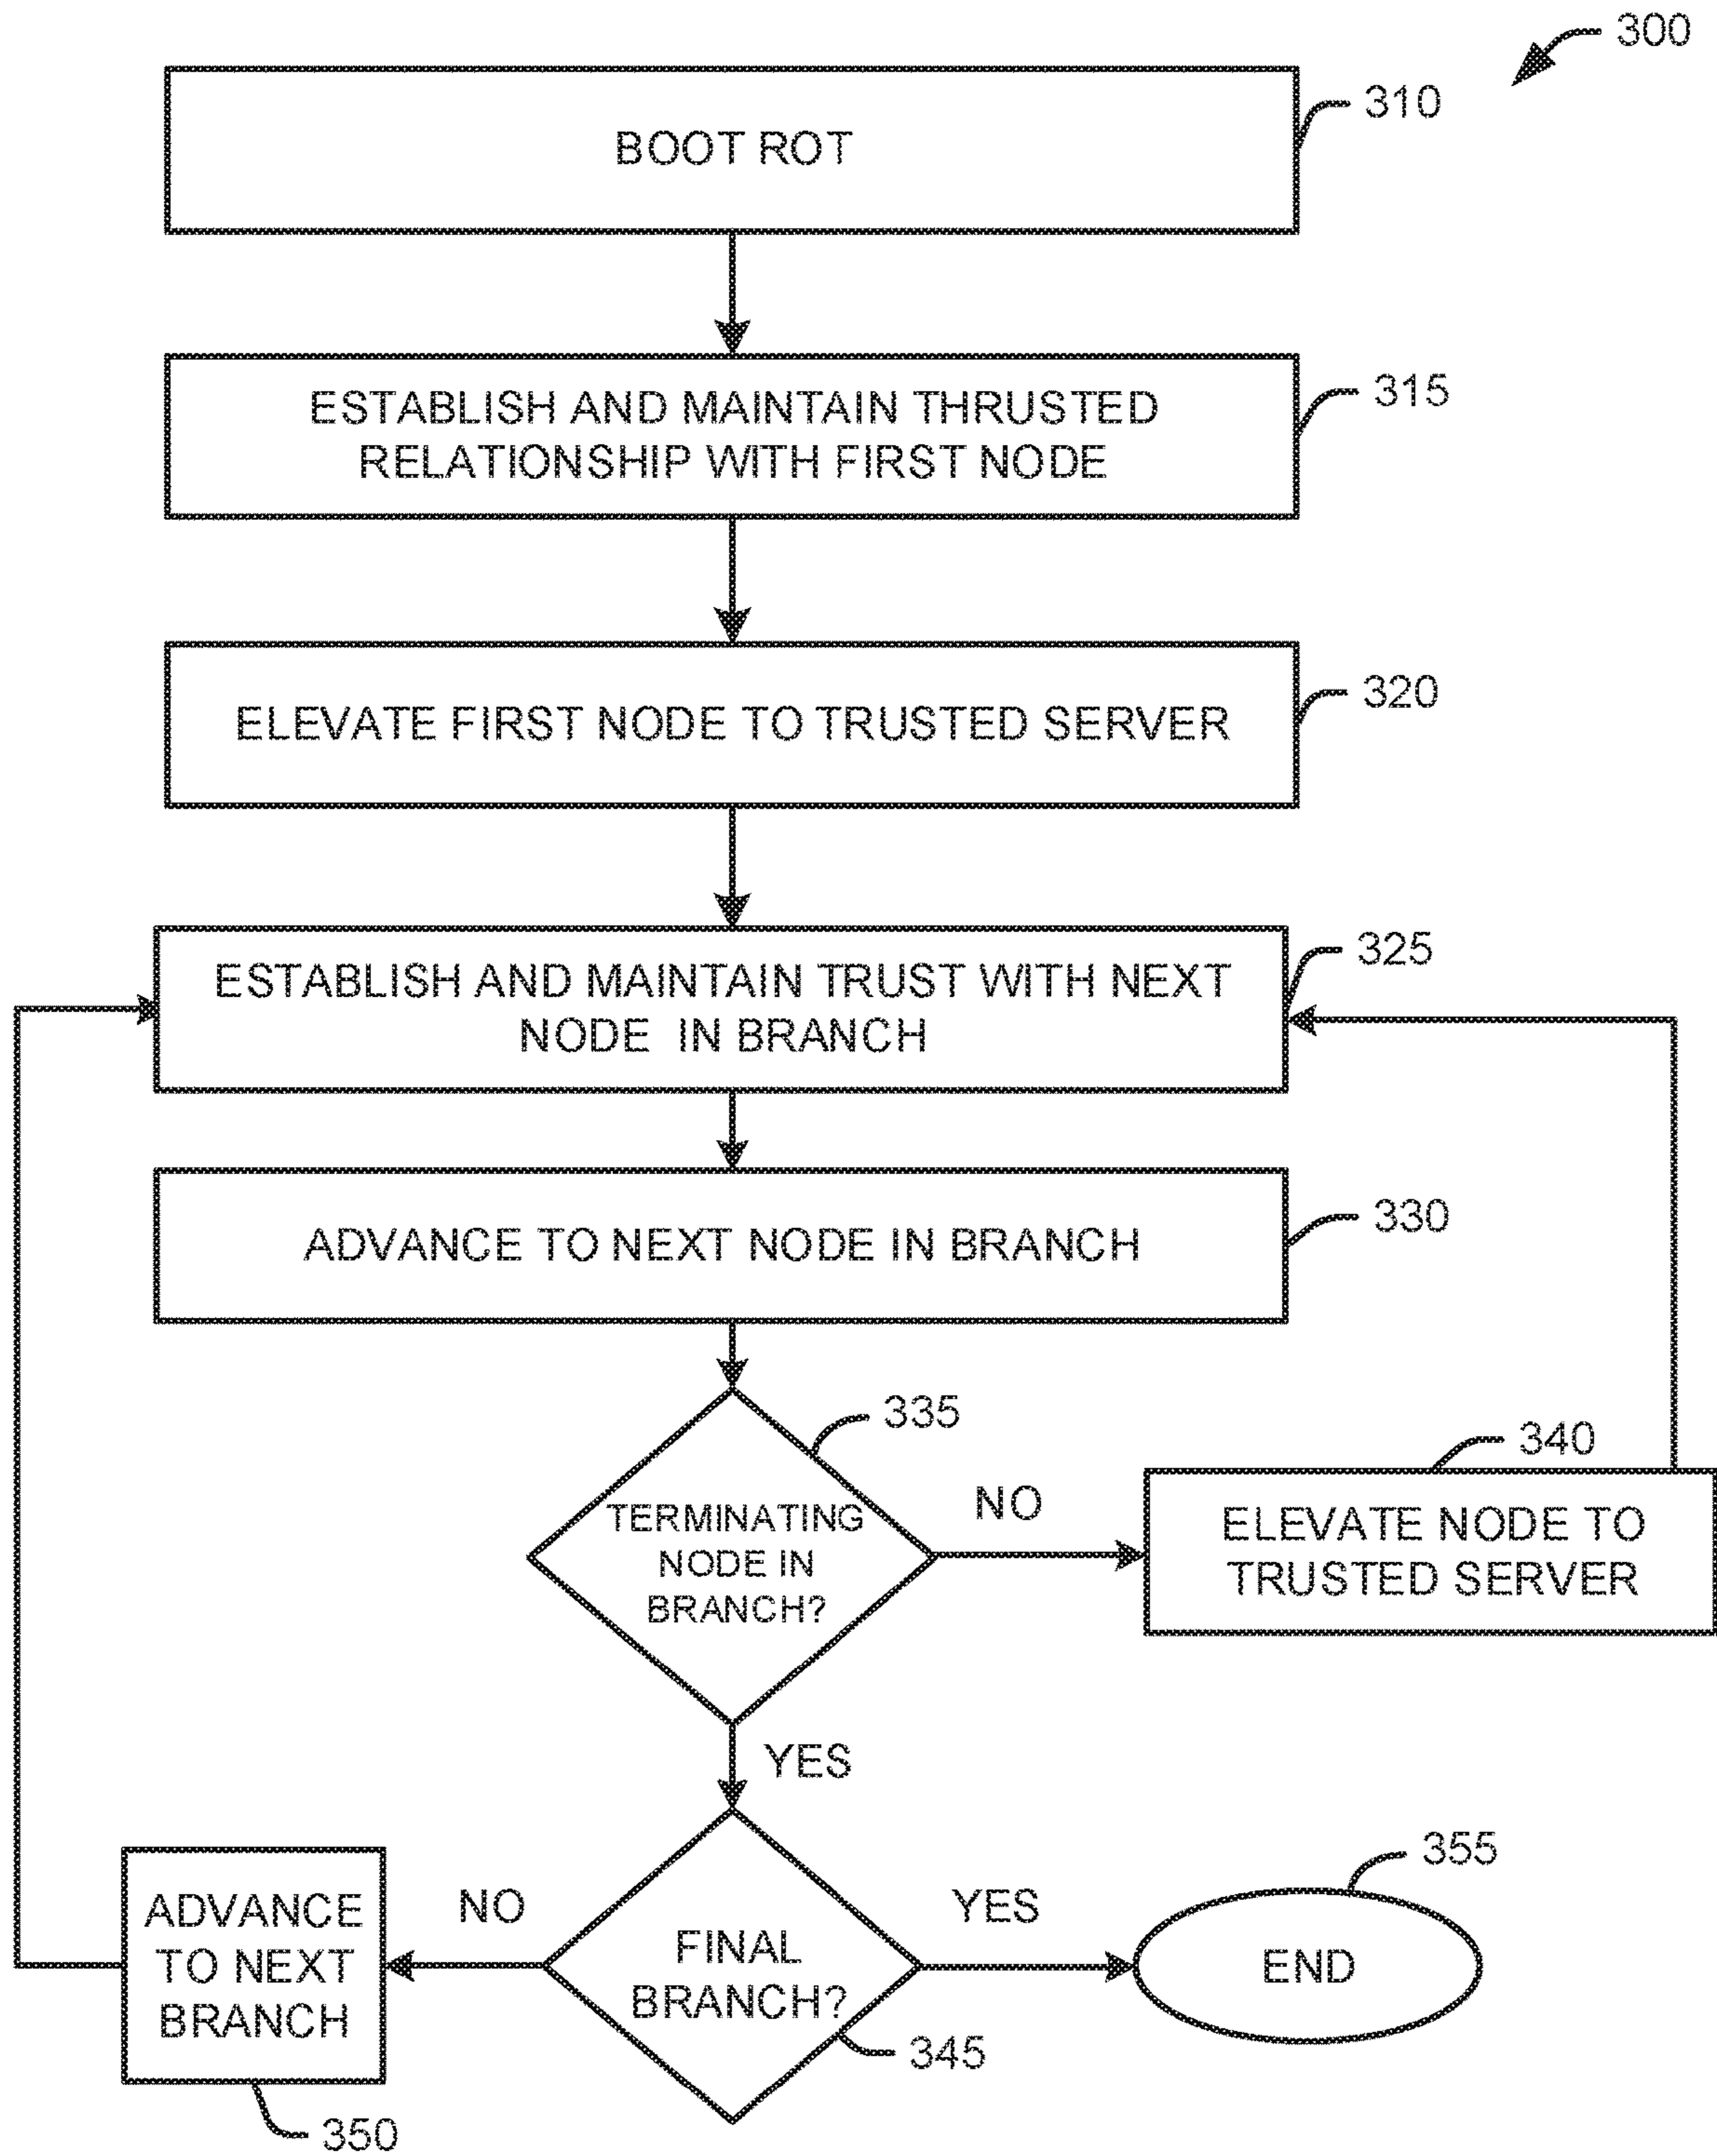 300
310
BOOT ROT
315
ESTABLISH AND MAINTAIN THRUSTED
RELATIONSHIP WITH FIRST NODE
320
ELEVATE FIRST NODE TO TRUSTED SERVER
325
ESTABLISH AND MAINTAIN TRUST WITH NEXT
NODE IN BRANCH
330
ADVANCE TO NEXT NODE IN BRANCH
335
TERMINATING
NODE IN
BRANCH?
NO
340
ELEVATE NODE TO
TRUSTED SERVER
YES
ADVANCE
TO NEXT
BRANCH
350
NO
FINAL
BRANCH?
345
YES
355
END